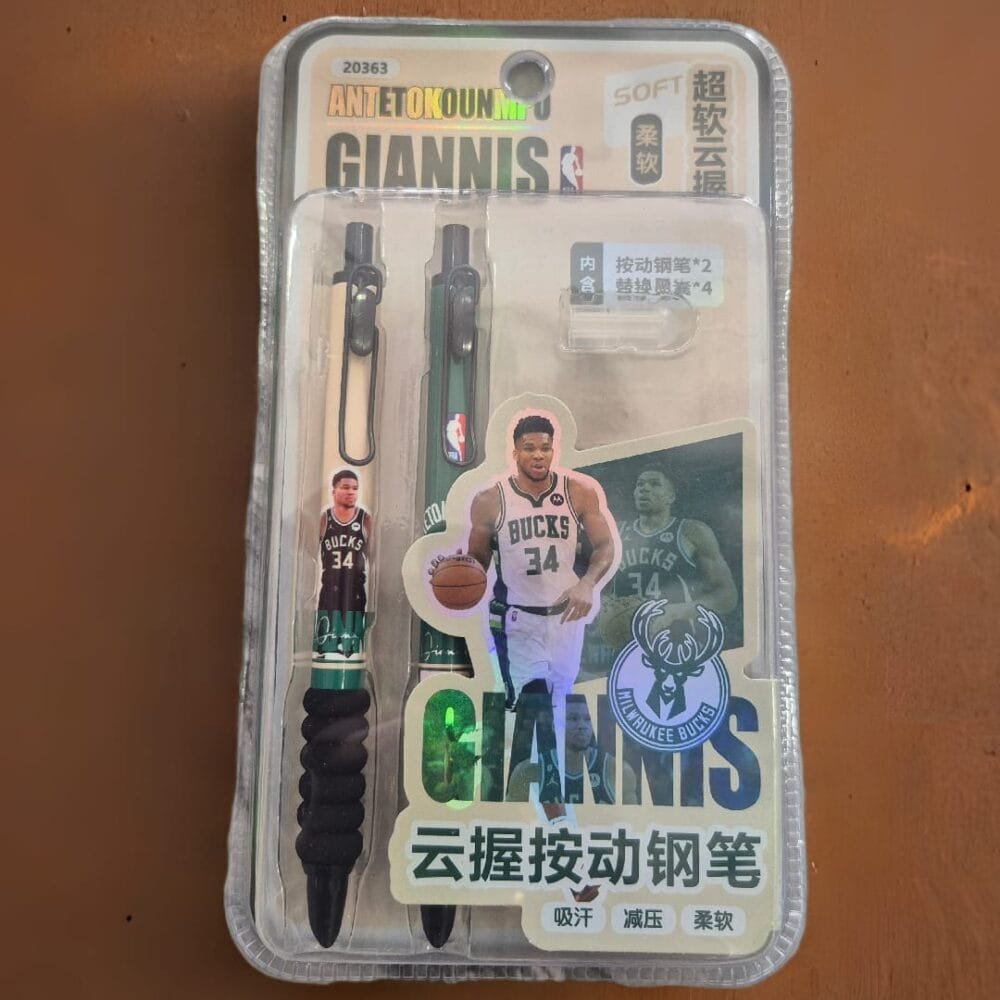 20363
ANTETOKOUNMPO
GIANNIS
SOFT
柔软
超软云握
内含
按动钢笔*2
替换墨囊*4
BUCKS
34
BUCKS
34
BUCKS
34
MILWAUKEE BUCKS
GIANNIS
云握按动钢笔
吸汗 减压 柔软